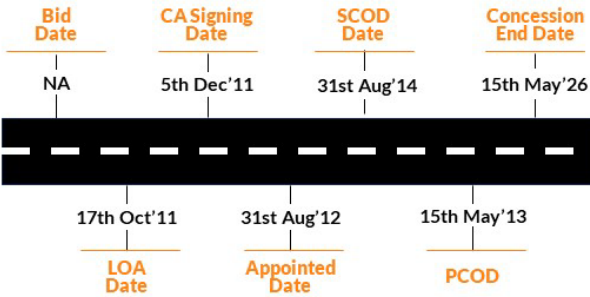 Bid
Date
CA Signing
Date
SCOD
Date
Concession
End Date
NA
5th Dec'11
31st Aug'14
15th May'26
17th Oct'11
31st Aug'12
15th May'13
LOA
Date
Appointed
Date
PCOD